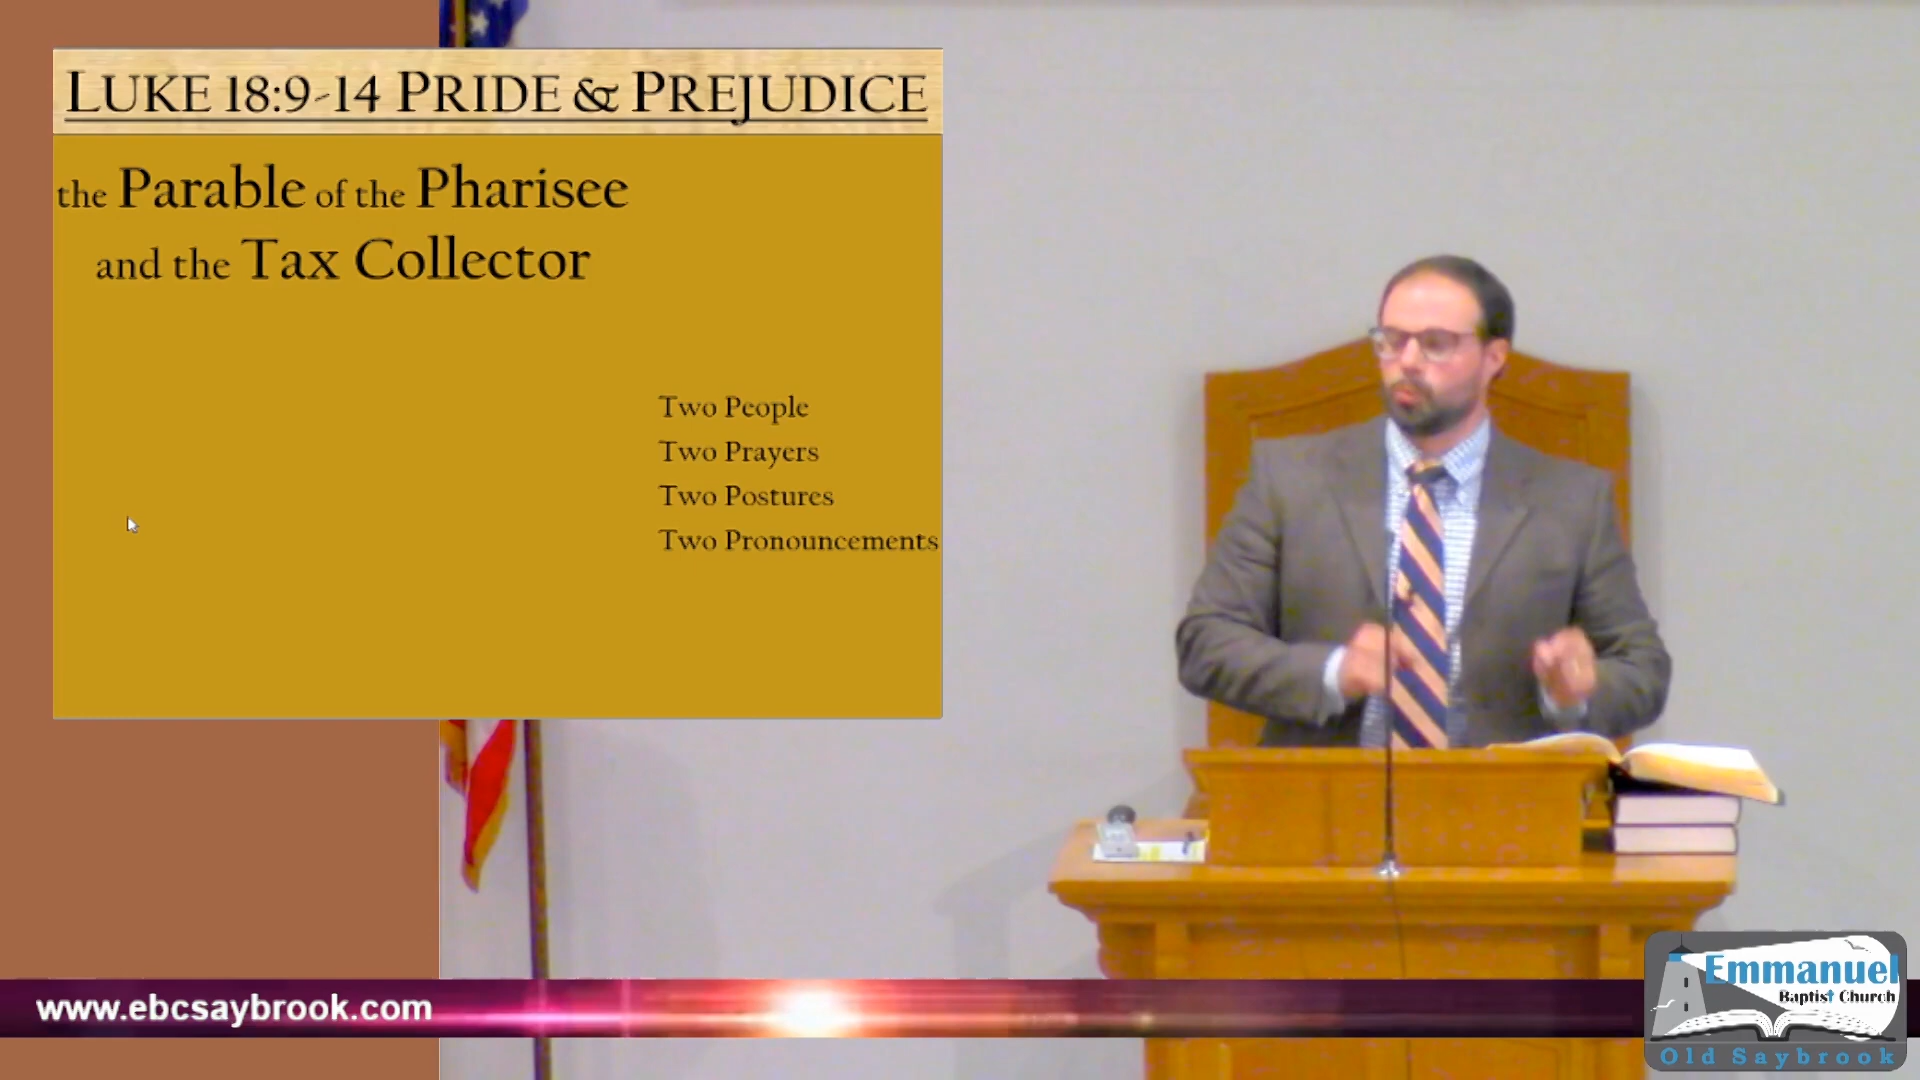 LUKE 18:9-14 PRIDE & PREJUDICE
the Parable of the Pharisee
and the Tax Collector
Two People
Two Prayers
Two Postures
Two Pronouncements
www.ebcsaybrook.com
Emmanuel
Baptist Church
Old Saybrook